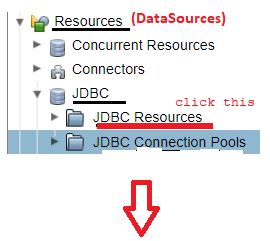 Resources (DataSources)
Concurrent Resources
Connectors
JDBC
click this
JDBC Resources
JDBC Connection Pools